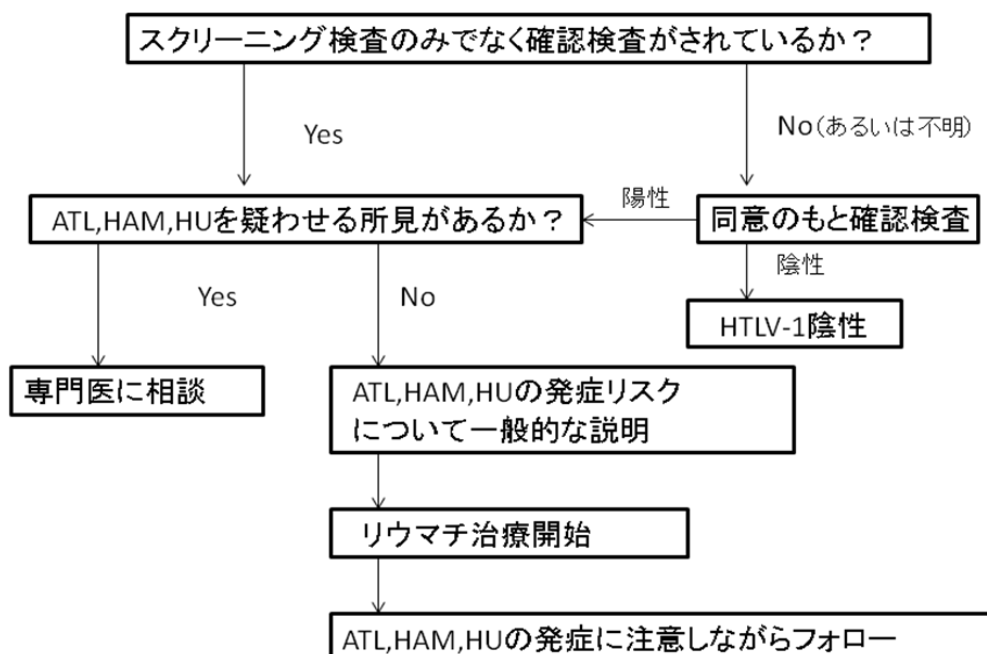 スクリーニング検査のみでなく確認検査がされているか？
Yes
No(あるいは不明)
ATL,HAM,HUを疑わせる所見があるか？
陽性
同意のもと確認検査
陰性
Yes
No
HTLV-1陰性
専門医に相談
ATL,HAM,HUの発症リスク
について一般的な説明
リウマチ治療開始
ATL,HAM,HUの発症に注意しながらフォロー